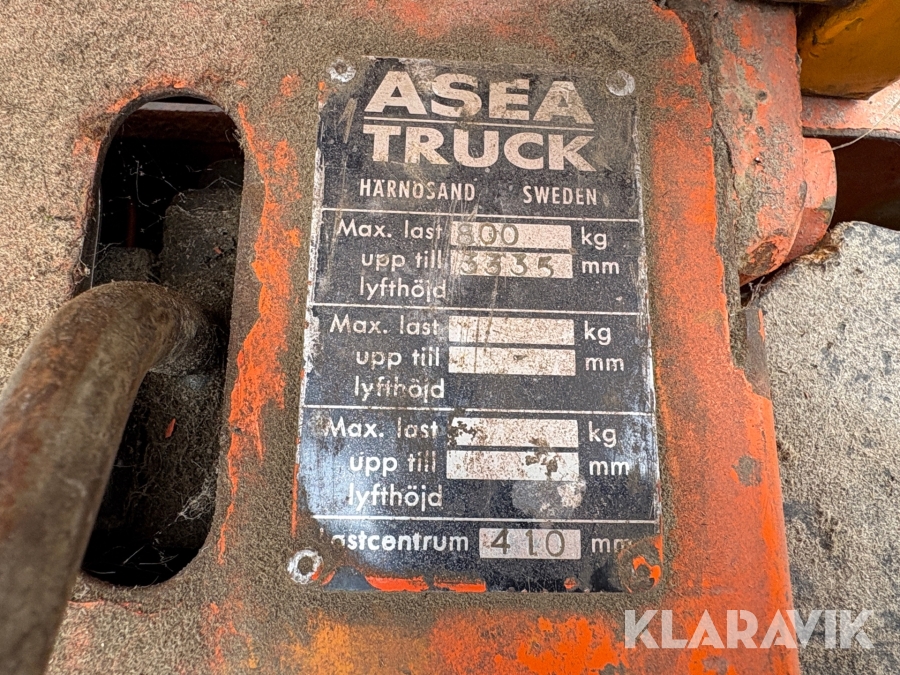 ASEA
TRUCK
HÄRNÖSAND SWEDEN
Max. last 800 kg
upp till 3335 mm
lyfthöjd
Max. last kg
upp till mm
lyfthöjd
Max. last kg
upp till mm
lyfthöjd
Lastcentrum 410 mm
KLARAVIK